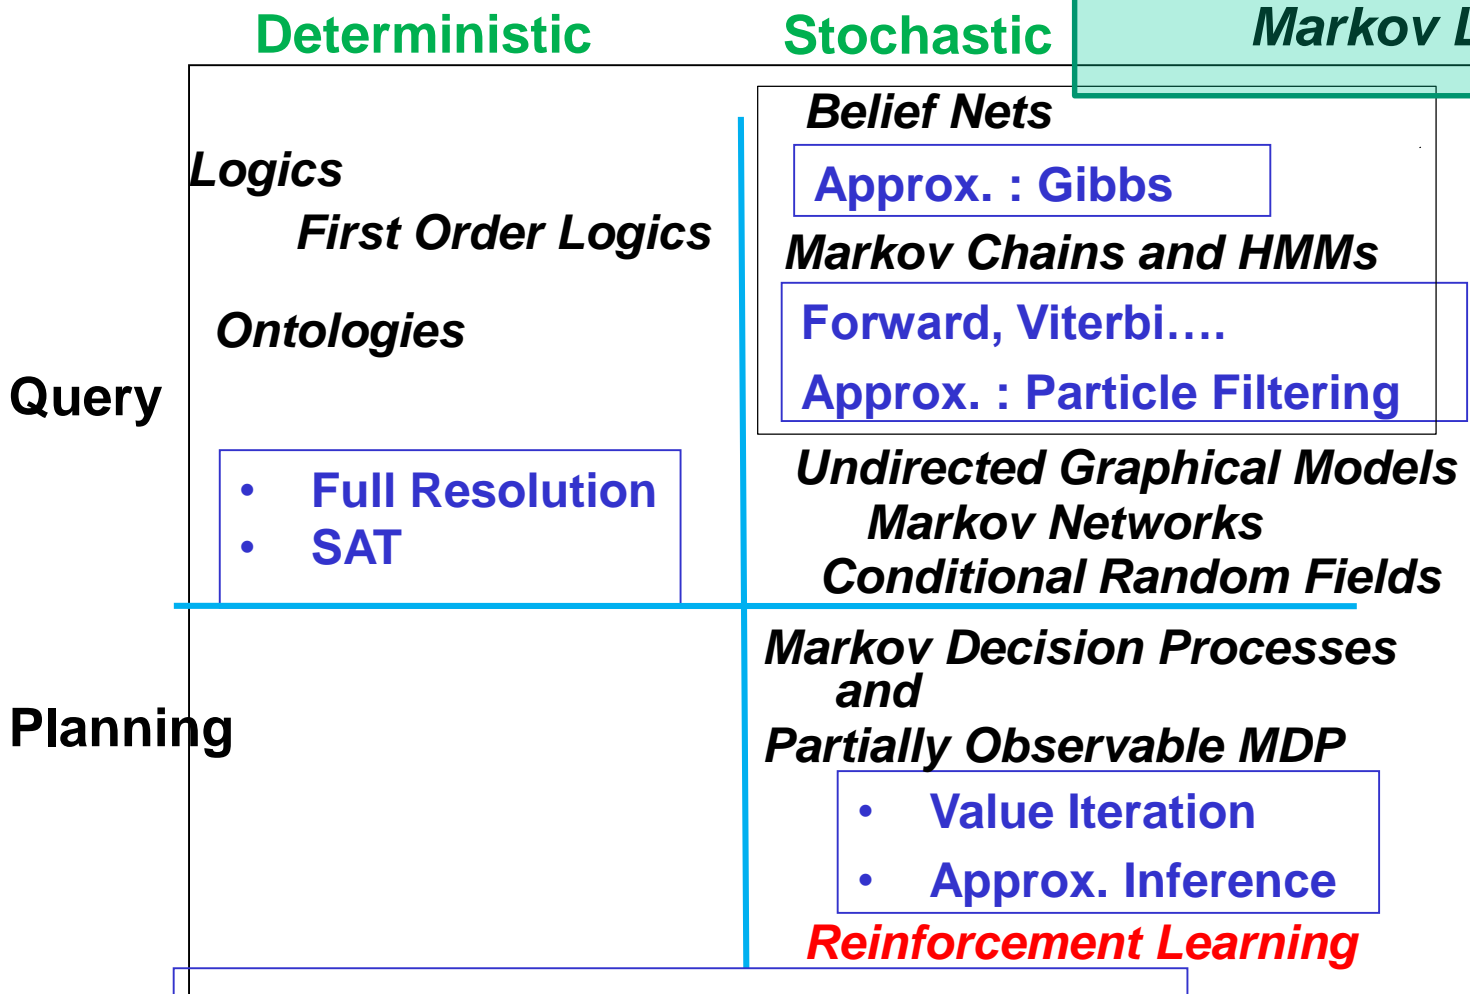 Deterministic
Stochastic
Markov L
Belief Nets
Logics
Approx. : Gibbs
First Order Logics
Markov Chains and HMMs
Ontologies
Forward, Viterbi….
Query
Approx. : Particle Filtering
• Full Resolution
• SAT
Undirected Graphical Models
Markov Networks
Conditional Random Fields
Markov Decision Processes
and
Planning
Partially Observable MDP
• Value Iteration
• Approx. Inference
Reinforcement Learning